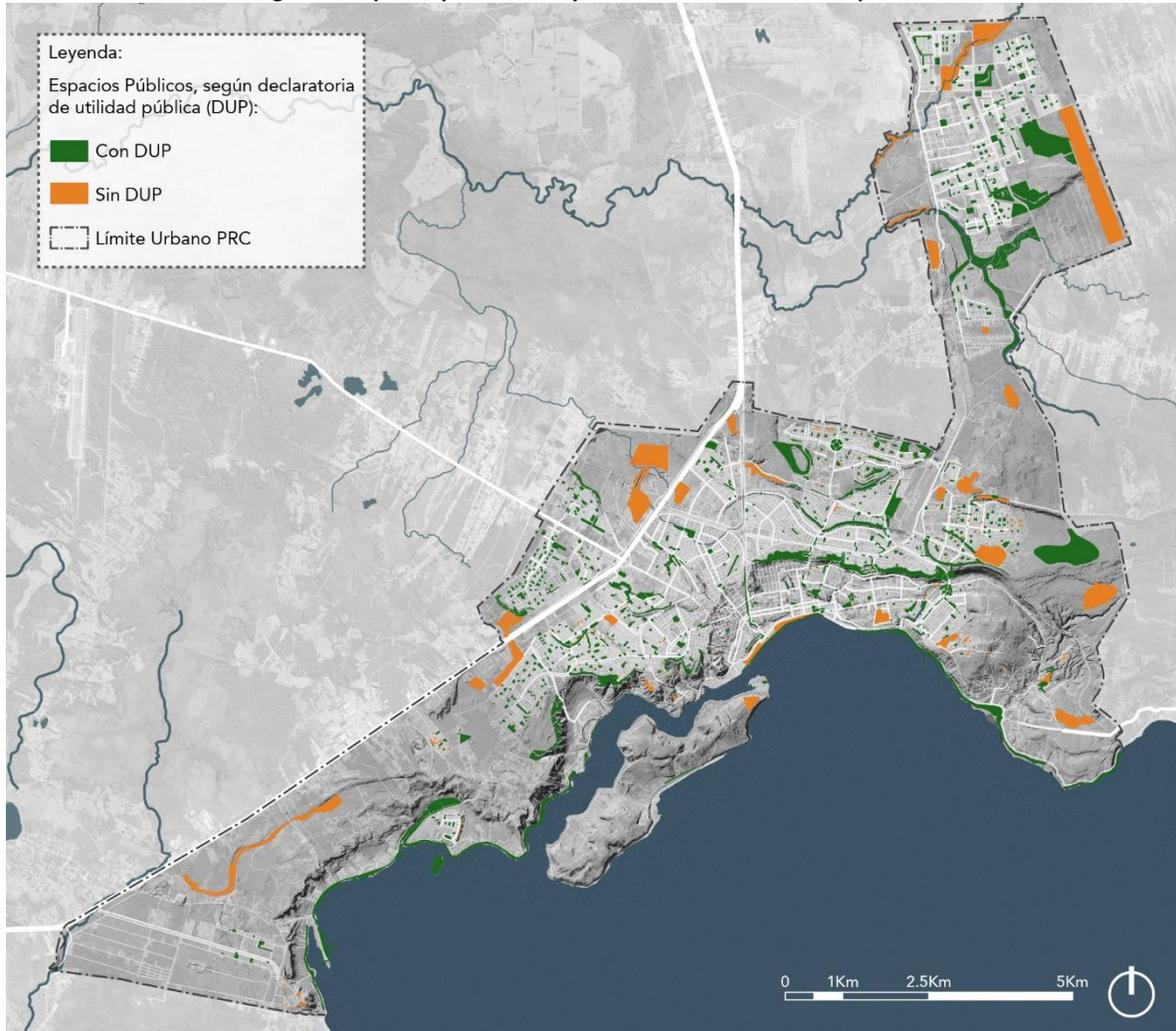 Leyenda:
Espacios Públicos, según declaratoria
de utilidad pública (DUP):
Con DUP
Sin DUP
Límite Urbano PRC
0 1Km 2.5Km 5Km